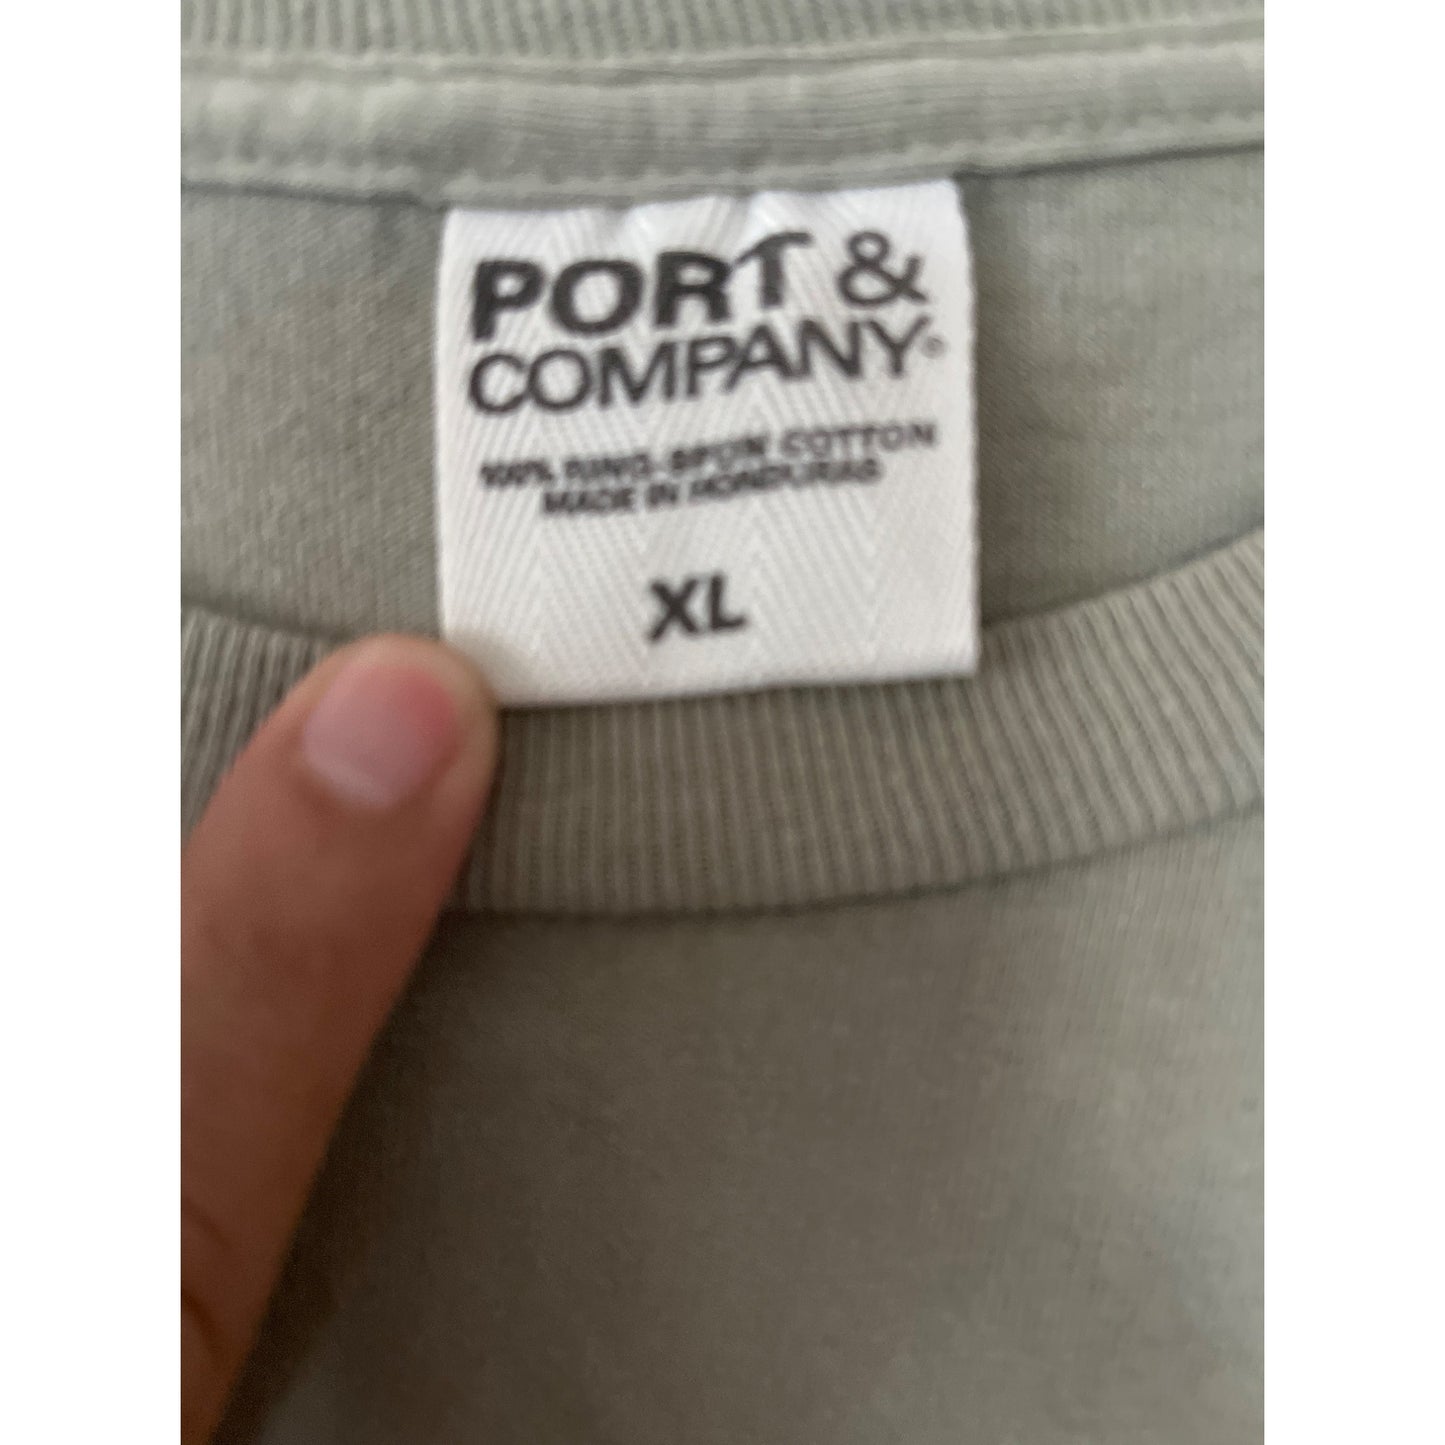 PORT &
COMPANY®
100% RING-SPUN COTTON
MADE IN HONDURAS
XL